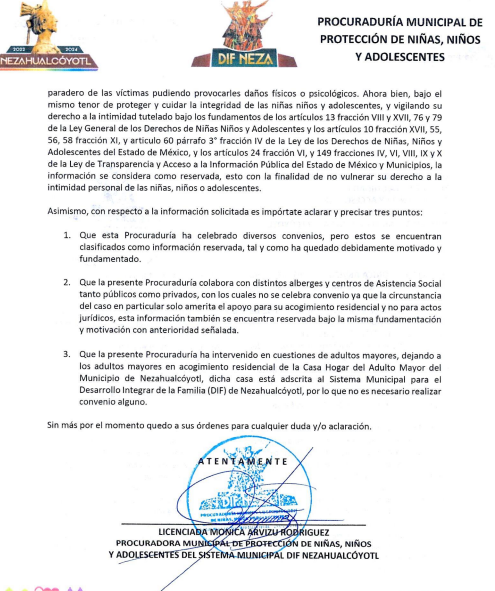 2022 2024
NEZAHUALCÓYOTL
DIF NEZA
PROCURADURÍA MUNICIPAL DE
PROTECCIÓN DE NIÑAS, NIÑOS
Y ADOLESCENTES
paradero de las víctimas pudiendo provocarles daños físicos o psicológicos. Ahora bien, bajo el
mismo tenor de proteger y cuidar la integridad de las niñas niños y adolescentes, y vigilando su
derecho a la intimidad tutelado bajo los fundamentos de los artículos 13 fracción VIII y XVII, 76 y 79
de la Ley General de los Derechos de Niñas Niños y Adolescentes y los artículos 10 fracción XVII, 55,
56, 58 fracción XI, y articulo 60 párrafo 3° fracción IV de la Ley de los Derechos de Niñas, Niños y
Adolescentes del Estado de México, y los artículos 24 fracción VI, y 149 fracciones IV, VI, VIII, IX y X
de la Ley de Transparencia y Acceso a la Información Pública del Estado de México y Municipios, la
información se considera como reservada, esto con la finalidad de no vulnerar su derecho a la
intimidad personal de las niñas, niños o adolescentes.
Asimismo, con respecto a la información solicitada es impórtate aclarar y precisar tres puntos:
1. Que esta Procuraduría ha celebrado diversos convenios, pero estos se encuentran
clasificados como información reservada, tal y como ha quedado debidamente motivado y
fundamentado.
2. Que la presente Procuraduría colabora con distintos alberges y centros de Asistencia Social
tanto públicos como privados, con los cuales no se celebra convenio ya que la circunstancia
del caso en particular solo amerita el apoyo para su acogimiento residencial y no para actos
jurídicos, esta información también se encuentra reservado bajo la misma fundamentación
y motivación con anterioridad señalada.
3. Que la presente Procuraduría ha intervenido en cuestiones de adultos mayores, dejando a
los adultos mayores en acogimiento residencial de la Casa Hogar del Adulto Mayor del
Municipio de Nezahualcóyotl, dicha casa está adscrita al Sistema Municipal para el
Desarrollo Integrar de la Familia (DIF) de Nezahualcóyotl, por lo que no es necesario realizar
convenio alguno.
Sin más por el momento quedo a sus órdenes para cualquier duda y/o aclaración.
ATENTAMENTE
DIF
LICENCIADA MONICA ARVIZU RODRIGUEZ
PROCURADORA MUNICIPAL DE PROTECCIÓN DE NIÑAS, NIÑOS
Y ADOLESCENTES DEL SISTEMA MUNICIPAL DIF NEZAHUALCÓYOTL